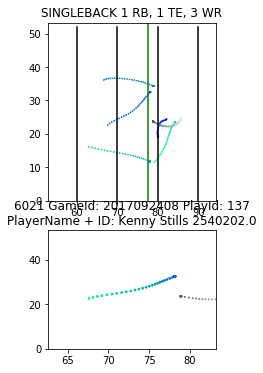 SINGLEBACK 1 RB, 1 TE, 3 WR
50
40
30
20
10
0
60 70 80 90
6021 GameId: 2017092408 PlayId: 137
PlayerName + ID: Kenny Stills 2540202.0
40
20
0
65 70 75 80